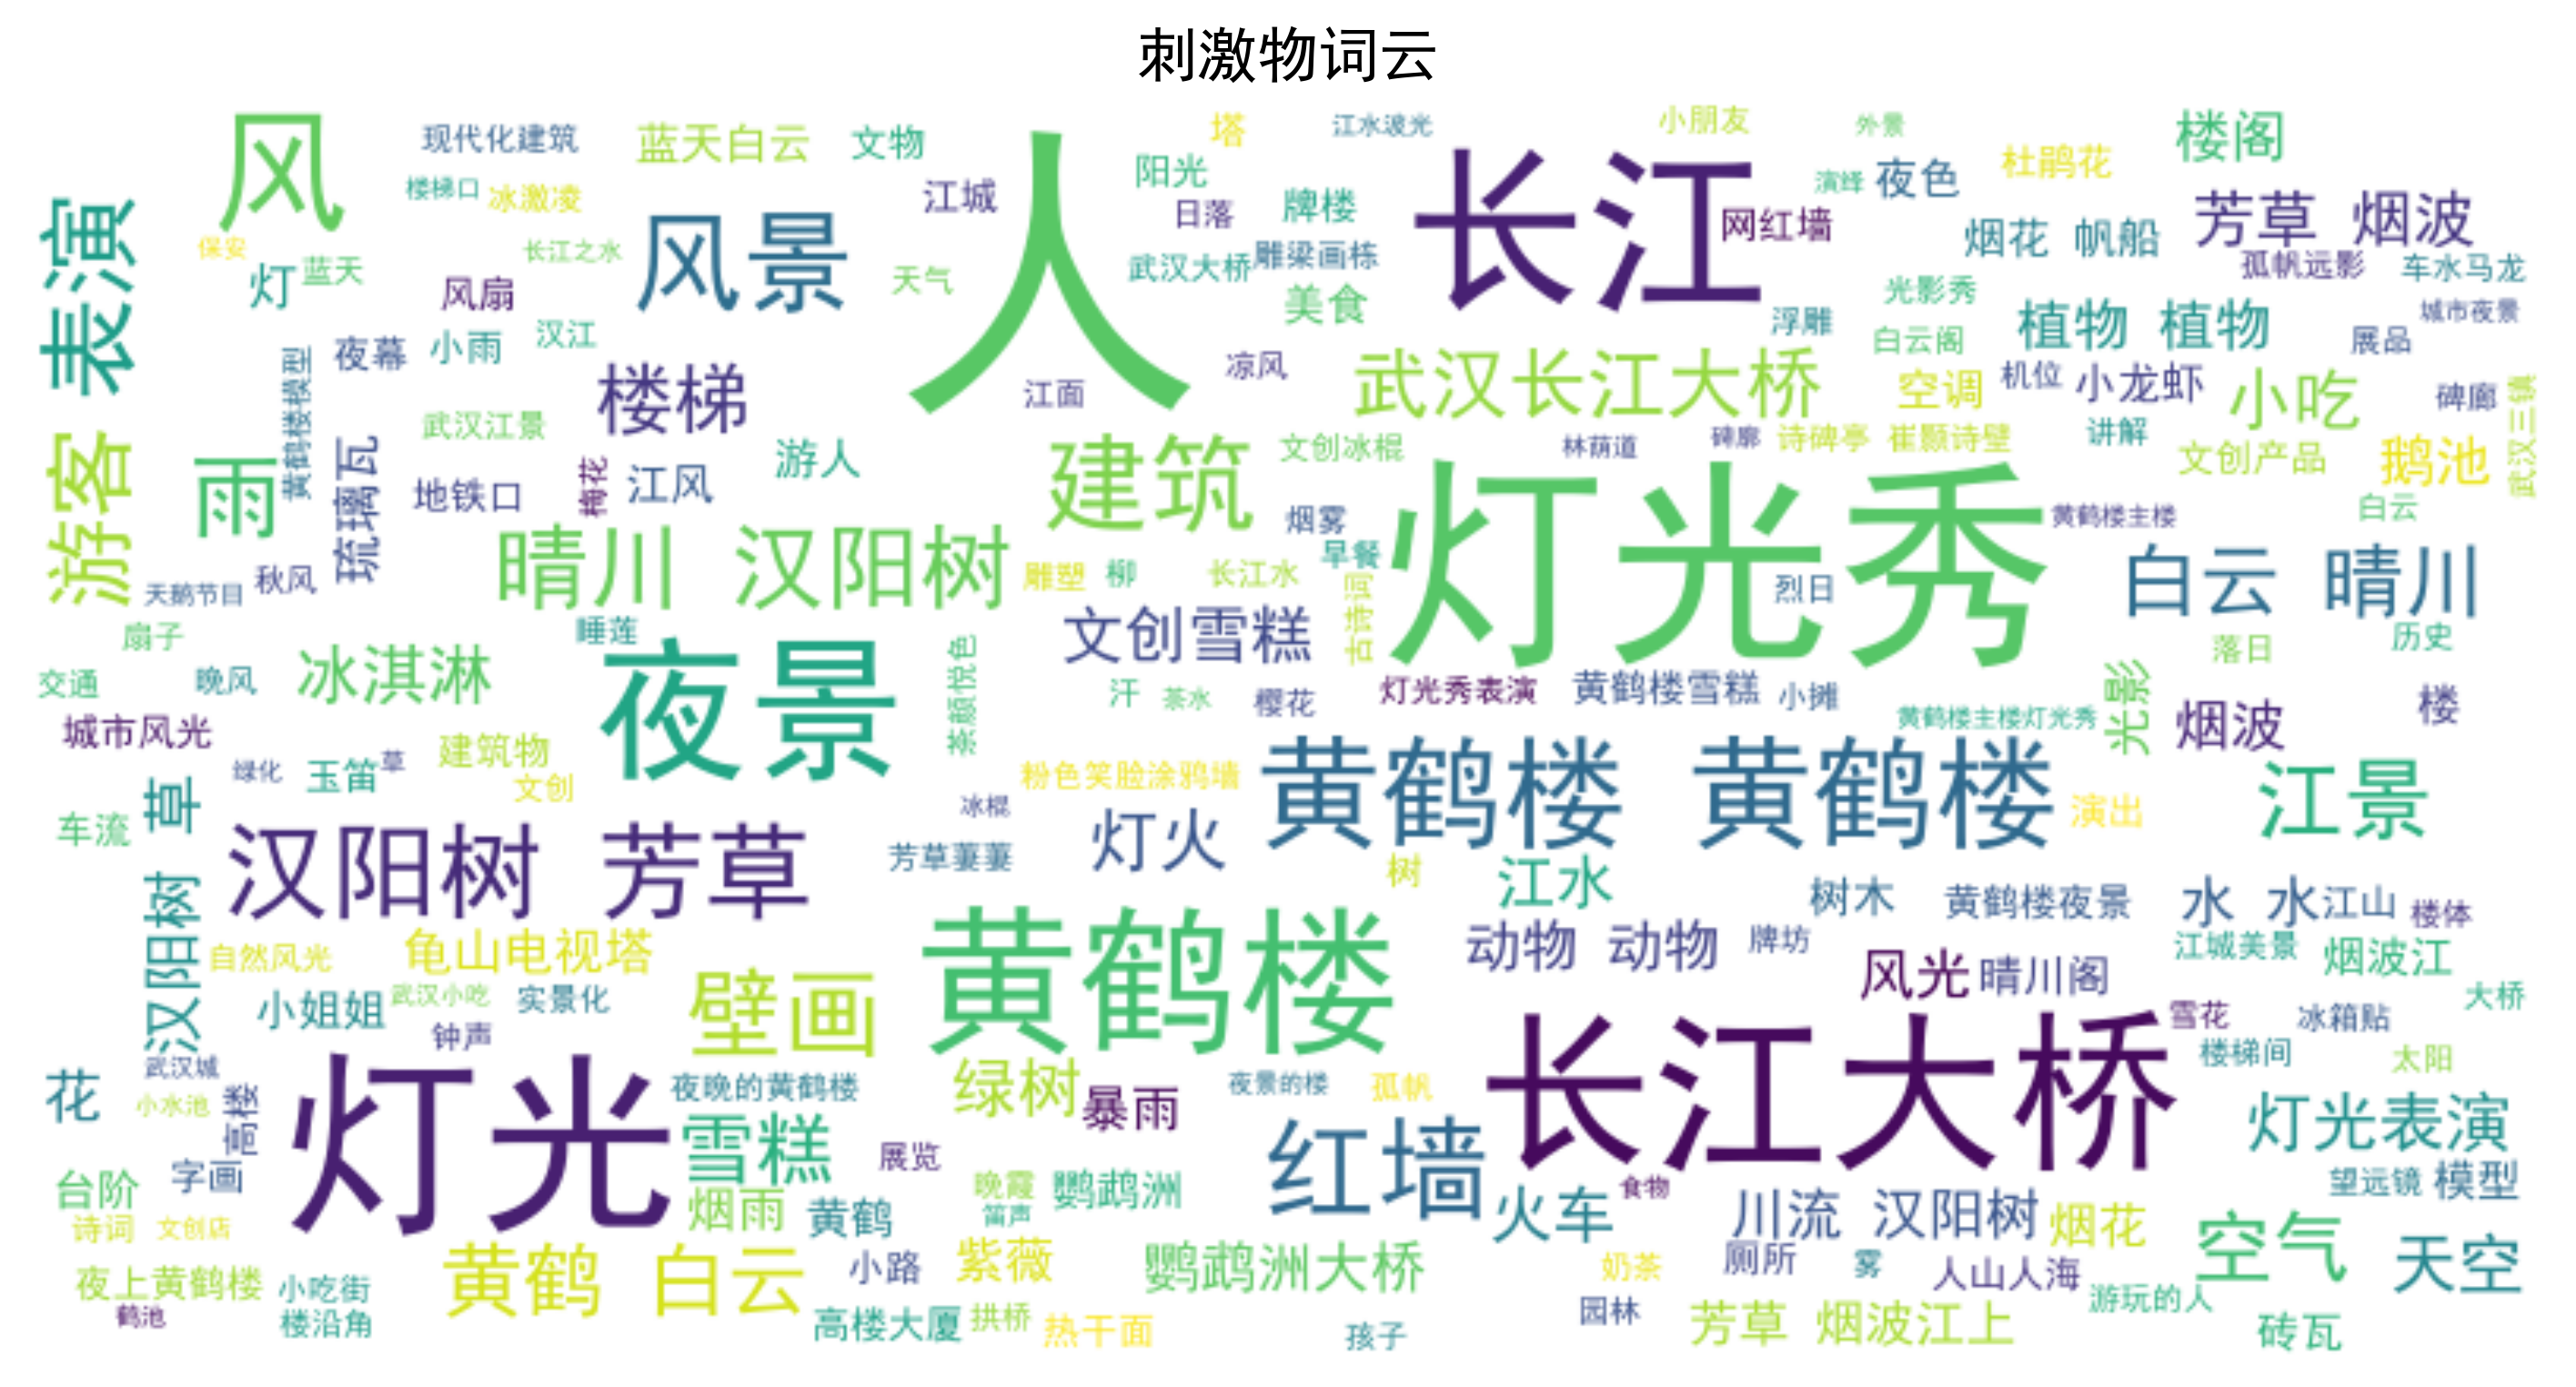 刺激物词云
风
现代化建筑
蓝天白云
文物
塔
江水波光
小朋友
外景
楼阁
楼梯口
冰激凌
江城
阳光
日落
牌楼
长江
演绎
夜色
杜鹃花
芳草 烟波
表演
保安
灯
蓝天
长江之水
风扇
风景
天气
人
武汉大桥
雕梁画栋
美食
网红墙
烟花 帆船
孤帆远影
车水马龙
光影秀
浮雕
白云阁
植物 植物
城市夜景
展品
夜幕
小雨
汉江
黄鹤楼模型
楼梯
江面
凉风
武汉长江大桥
空调
机位
小龙虾
小吃
碑廊
武汉三镇
游客
雨
琉璃瓦
武汉江景
地铁口
梅花
江风
游人
建筑
文创冰棍
林荫道
碑廓
诗碑亭
崔颢诗壁
讲解
文创产品
鹅池
天鹅节目
秋风
晴川 汉阳树
烟雾
早餐
雕塑
柳
长江水
古诗词
灯光秀
烈日
黄鹤楼主楼
白云
白云 晴川
扇子
睡莲
文创雪糕
落日
历史
交通
晚风
冰淇淋
夜景
茶颜悦色
汗
茶水
樱花
灯光秀表演
黄鹤楼雪糕
小摊
黄鹤楼主楼灯光秀
光影
烟波
楼
城市风光
绿化
玉笛
草
建筑物
文创
粉色笑脸涂鸦墙
黄鹤楼 黄鹤楼
演出
江景
车流
草
汉阳树
汉阳树 芳草
冰棍
芳草萋萋
灯火
树
江水
树木
黄鹤楼夜景
水 水
江山
楼体
自然风光
龟山电视塔
壁画
黄鹤楼
动物 动物
牌坊
风光
晴川阁
江城美景
烟波江
大桥
小姐姐
武汉小吃
实景化
钟声
雪花
冰箱贴
武汉城
花
小水池
高楼
灯光
夜晚的黄鹤楼
绿树
暴雨
夜景的楼
孤帆
长江大桥
楼梯间
太阳
台阶
字画
雪糕
展览
晚霞
笛声
鹦鹉洲
红墙
食物
灯光表演
望远镜
模型
诗词
文创店
烟雨
黄鹤
火车
川流 汉阳树
烟花
空气
天空
夜上黄鹤楼
小吃街
黄鹤 白云
小路
紫薇
鹦鹉洲大桥
奶茶
厕所
雾
人山人海
游玩的人
鹤池
楼沿角
高楼大厦
拱桥
热干面
孩子
园林
芳草 烟波江上
砖瓦